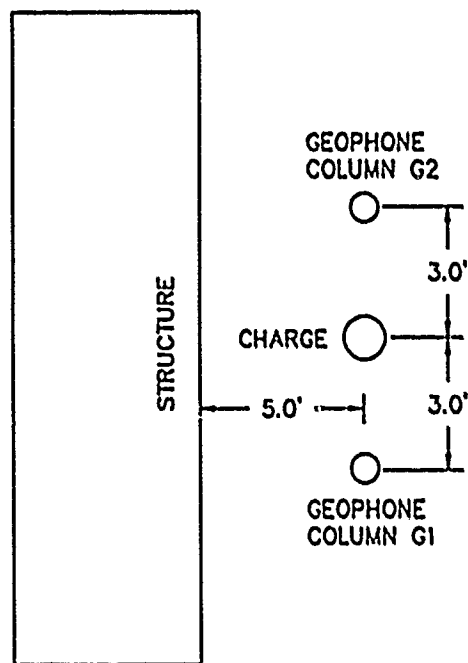 GEOPHONE
COLUMN G2
3.0'
STRUCTURE
CHARGE
5.0'
3.0'
GEOPHONE
COLUMN G1